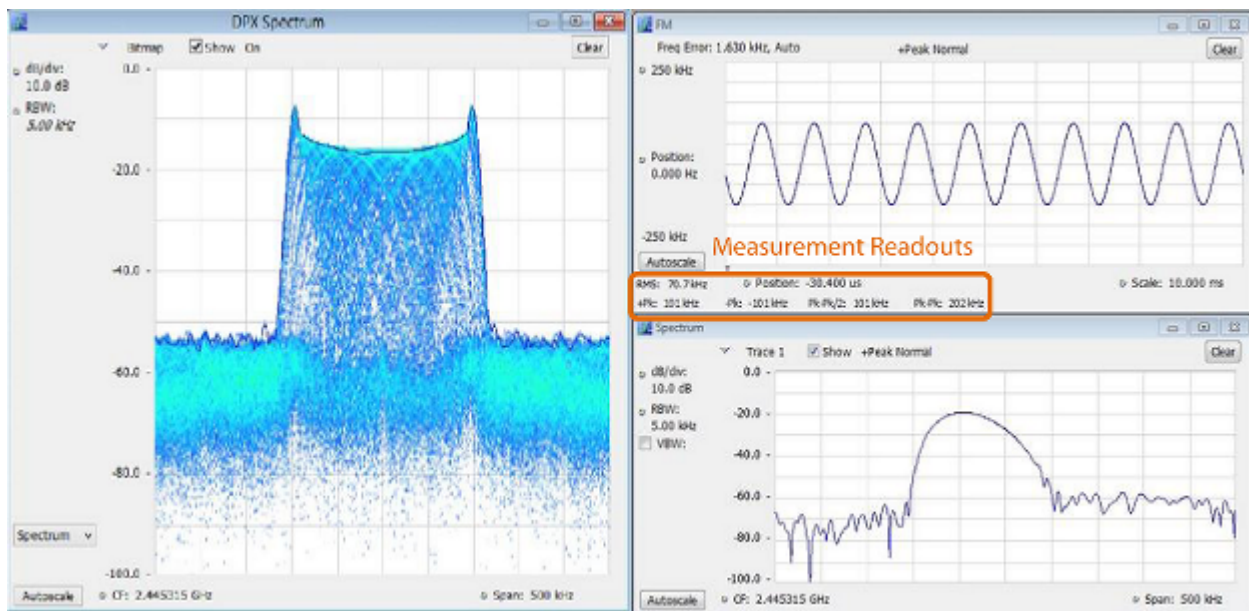 DPX Spectrum
Bitmap Show On Clear
dB/div:
10.0 dB
RBW:
5.00 kHz
0.0
-20.0
-40.0
-60.0
-80.0
-100.0
Spectrum
Autoscale CF: 2.445315 GHz Span: 500 kHz
FM
Freq Error: 1.630 kHz, Auto +Peak Normal Clear
250 kHz
Position:
0.000 Hz
-250 kHz
Measurement Readouts
Autoscale
RMS: 70.7 kHz Position: -30.400 us Scale: 10.000 ms
+Pk: 101 kHz -Pk: -101 kHz Pk-Pk/2: 101 kHz Pk-Pk: 202 kHz
Spectrum
Trace 1 Show +Peak Normal Clear
dB/div:
10.0 dB
RBW:
5.00 kHz
VBW:
0.0
-20.0
-40.0
-60.0
-80.0
-100.0
Autoscale CF: 2.445315 GHz Span: 500 kHz